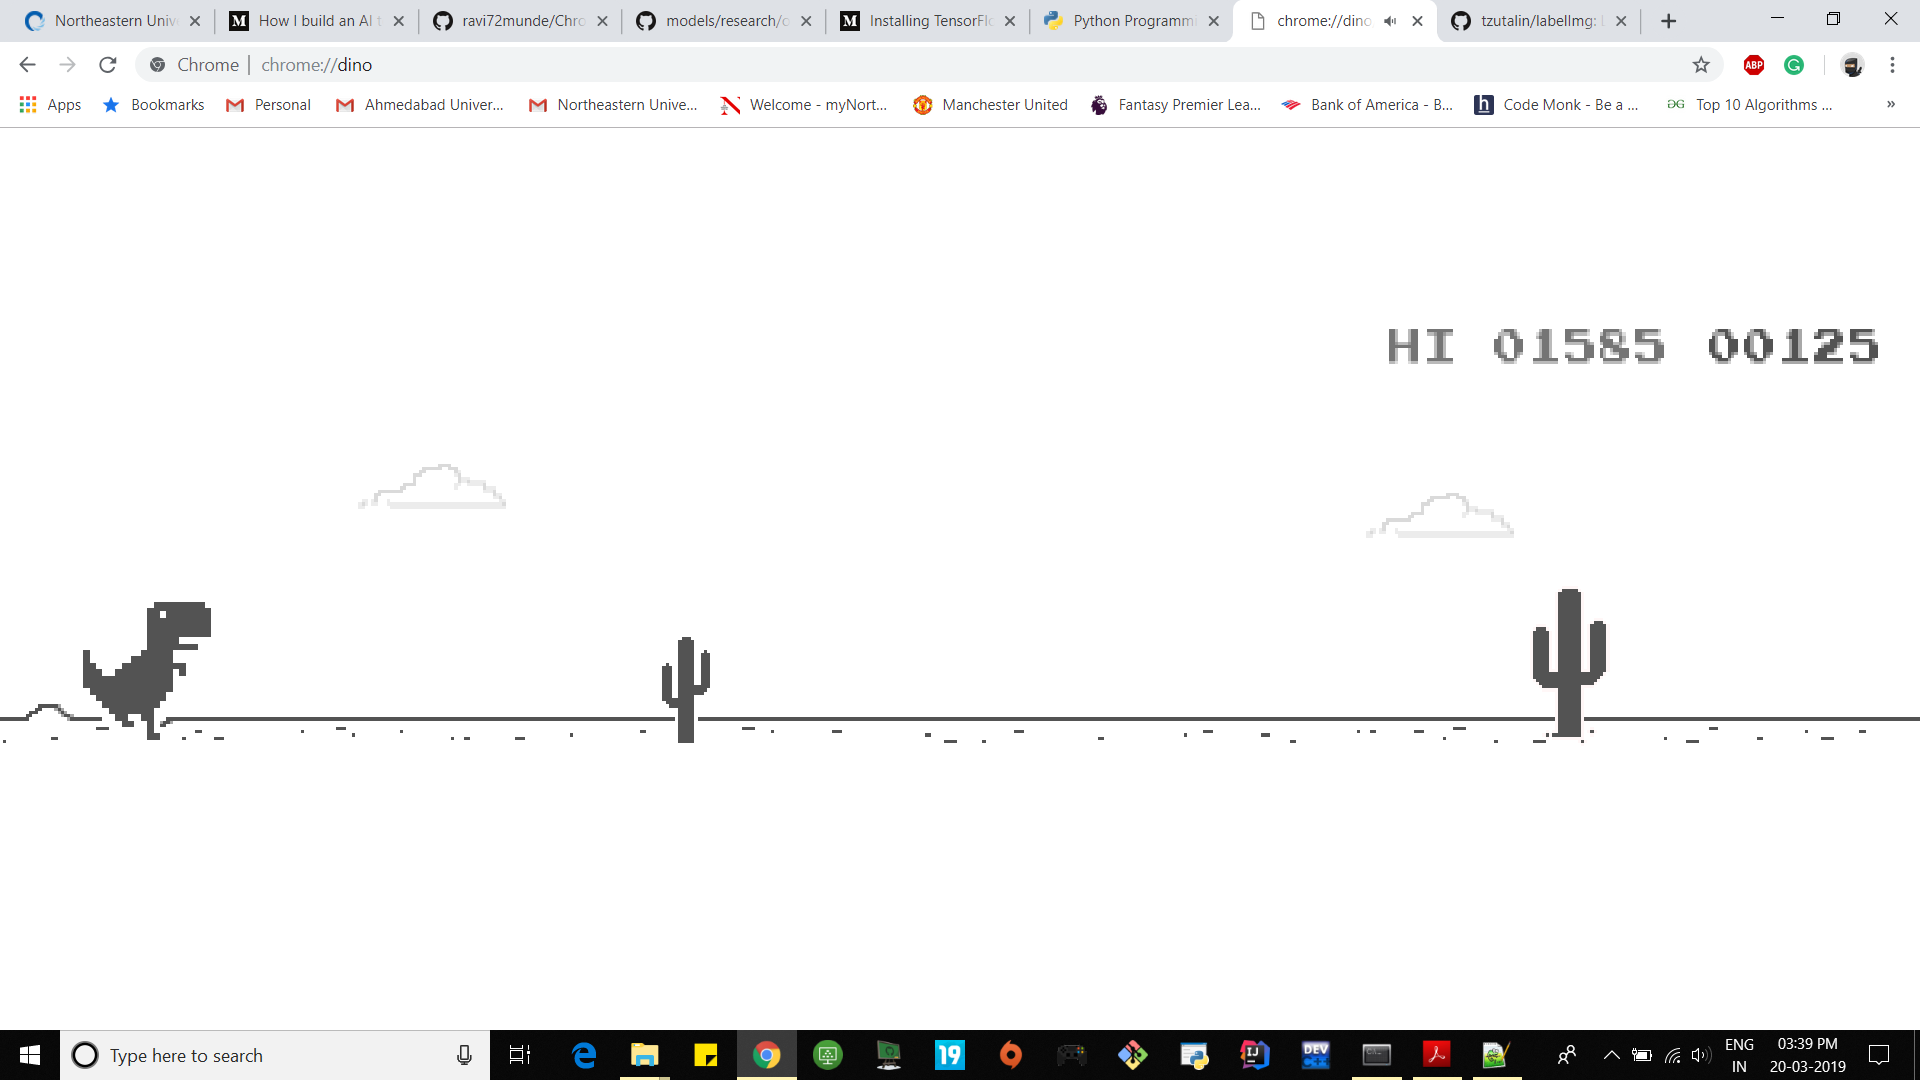 Northeastern Univ
M How I build an AI t
ravi72munde/Chro
models/research/o
M Installing TensorFlo
Python Programmi
chrome://dino
tzutalin/labelImg:
Chrome | chrome://dino
ABP
G
Apps
Bookmarks
Personal
Ahmedabad Univer...
Northeastern Unive...
Welcome - myNort...
Manchester United
Fantasy Premier Lea...
Bank of America - B...
h Code Monk - Be a ...
Top 10 Algorithms ...
»
HI 01585 00125
Type here to search
19
IJ
DEV
ENG
IN
03:39 PM
20-03-2019